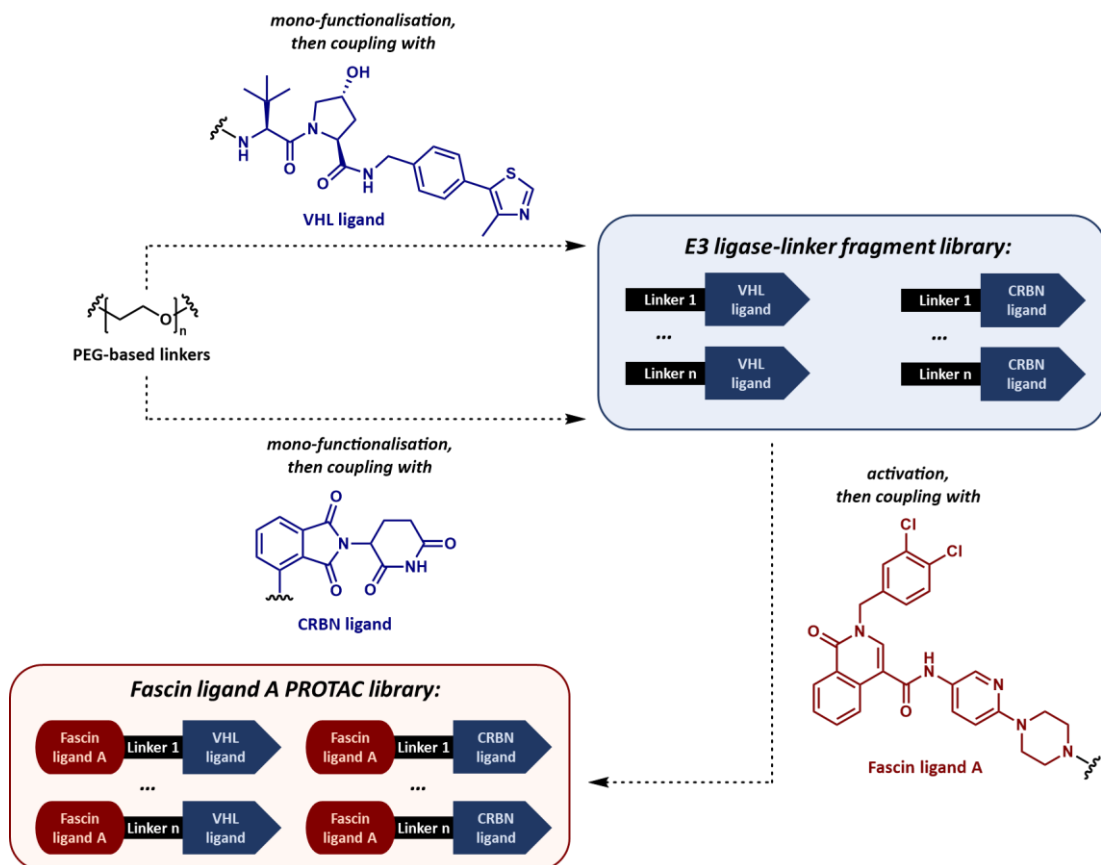 mono-functionalisation,
then coupling with
OH
N
H
O
N
O
N
H
S
N
VHL ligand
O
n
PEG-based linkers
E3 ligase-linker fragment library:
Linker 1
VHL
ligand
Linker 1
CRBN
ligand
...
...
Linker n
VHL
ligand
Linker n
CRBN
ligand
mono-functionalisation,
then coupling with
O
N
O
O
NH
O
CRBN ligand
activation,
then coupling with
Cl
Cl
O
N
H
N
O
N
N
N
Fascin ligand A
Fascin ligand A PROTAC library:
Fascin
ligand A
Linker 1
VHL
ligand
Fascin
ligand A
Linker 1
CRBN
ligand
...
...
Fascin
ligand A
Linker n
VHL
ligand
Fascin
ligand A
Linker n
CRBN
ligand